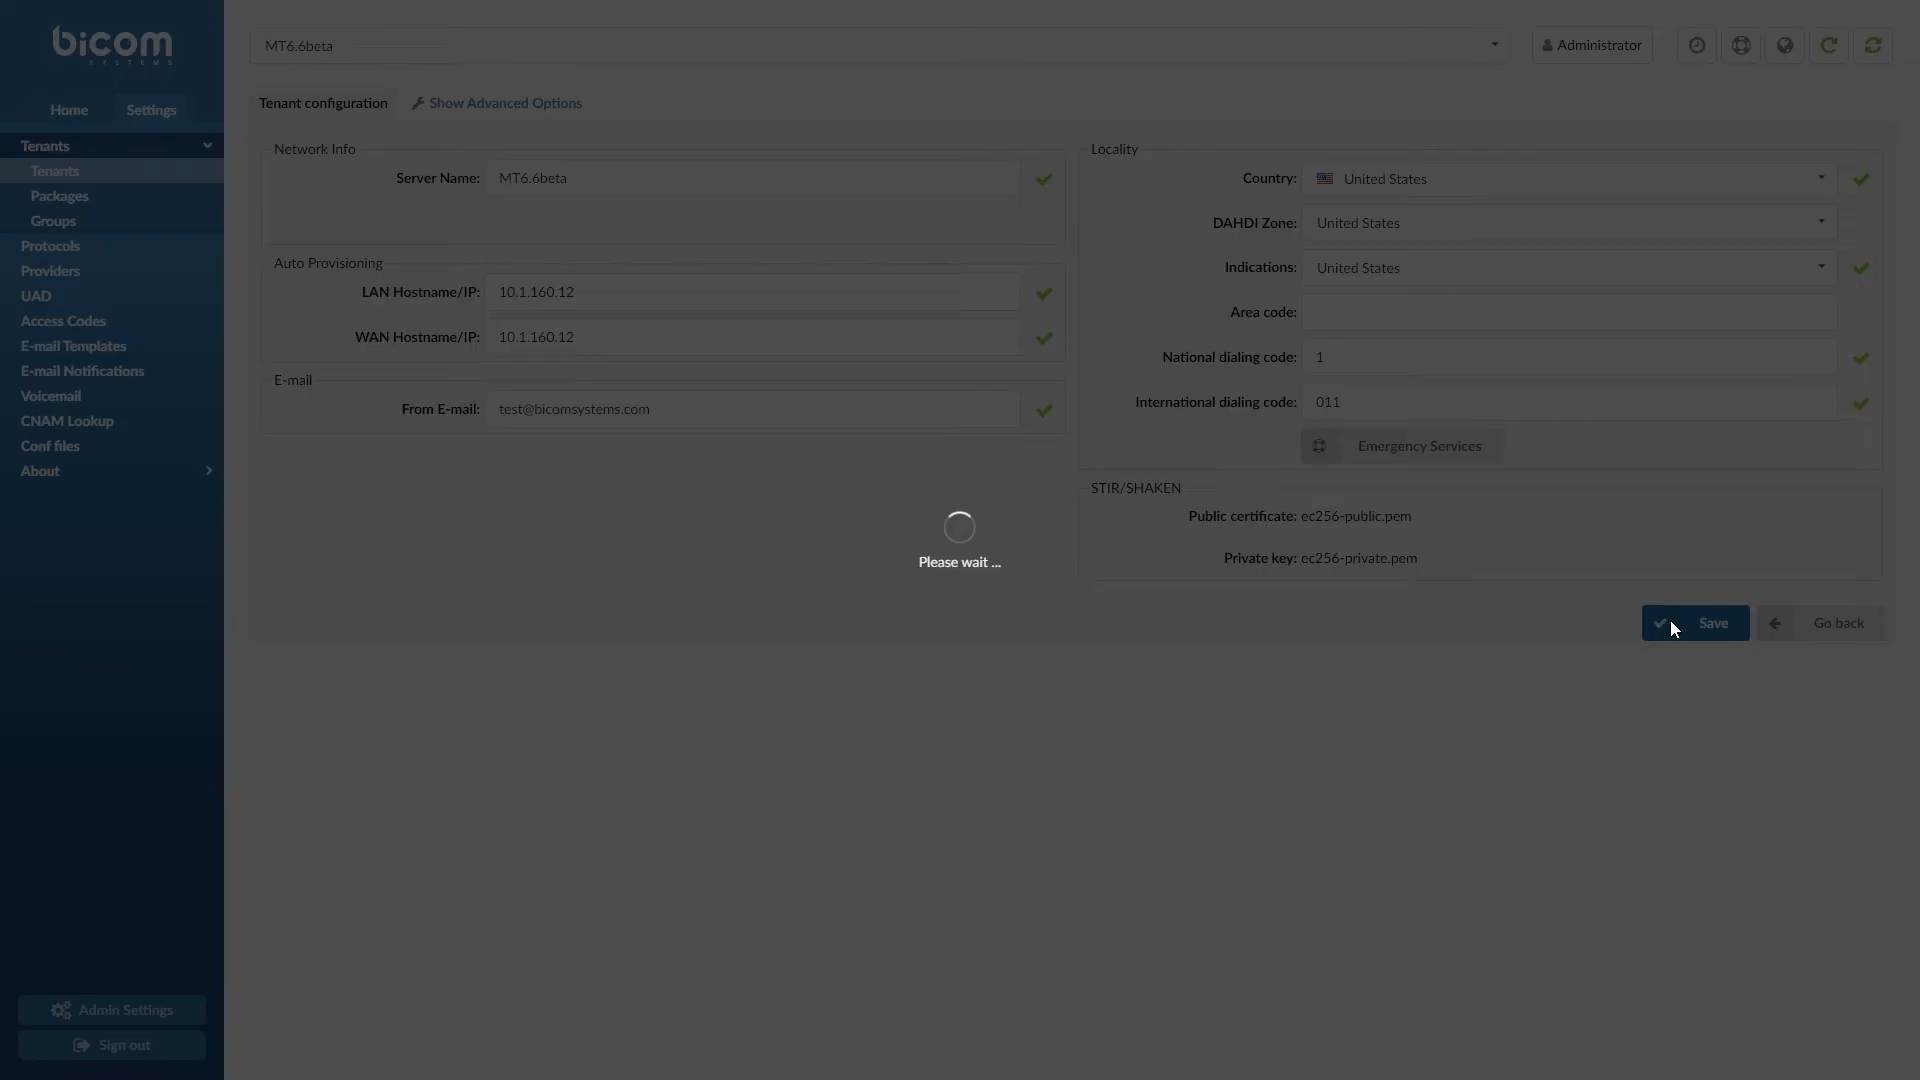 bicom
SYSTEMS
Home
Settings
Tenants
Tenants
Packages
Groups
Protocols
Providers
UAD
Access Codes
E-mail Templates
E-mail Notifications
Voicemail
CNAM Lookup
Conf files
About
Admin Settings
Sign out
MT6.6beta
Administrator
Tenant configuration
Show Advanced Options
Network Info
Server Name: MT6.6beta
Auto Provisioning
LAN Hostname/IP: 10.1.160.12
WAN Hostname/IP: 10.1.160.12
E-mail
From E-mail: test@bicomsystems.com
Locality
Country: United States
DAHDI Zone: United States
Indications: United States
Area code:
National dialing code: 1
International dialing code: 011
Emergency Services
STIR/SHAKEN
Public certificate: ec256-public.pem
Private key: ec256-private.pem
Please wait ...
Save
Go back